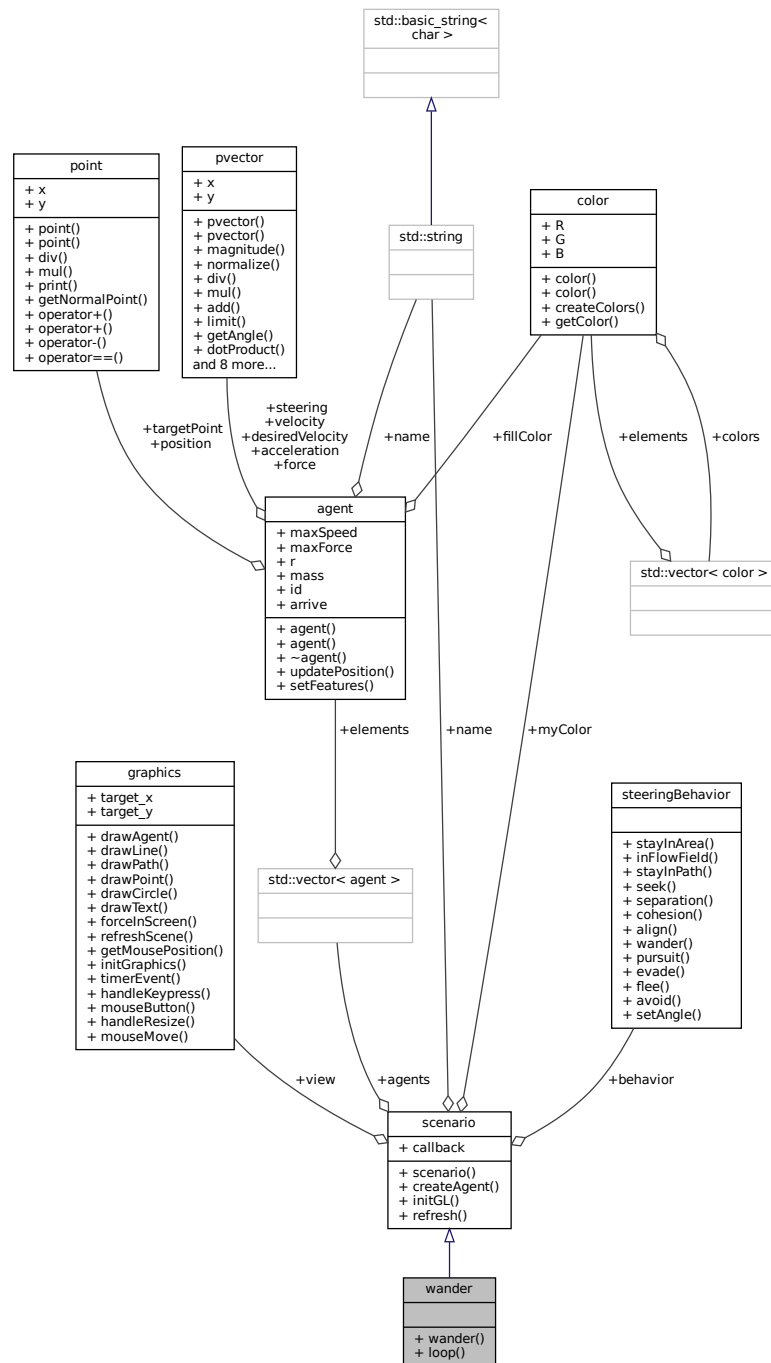 std::basic_string<
char >
point
+ x
+ y
+ point()
+ point()
+ div()
+ mul()
+ print()
+ getNormalPoint()
+ operator+()
+ operator+()
+ operator-()
+ operator==()
pvector
+ x
+ y
+ pvector()
+ pvector()
+ magnitude()
+ normalize()
+ div()
+ mul()
+ add()
+ limit()
+ getAngle()
+ dotProduct()
and 8 more...
std::string
color
+ R
+ G
+ B
+ color()
+ color()
+ createColors()
+ getColor()
+targetPoint
+position
+steering
+velocity
+desiredVelocity
+acceleration
+force
+name
+fillColor
+elements
+colors
agent
+ maxSpeed
+ maxForce
+ r
+ mass
+ id
+ arrive
+ agent()
+ agent()
+ ~agent()
+ updatePosition()
+ setFeatures()
std::vector< color >
+elements
+name
+myColor
graphics
+ target_x
+ target_y
+ drawAgent()
+ drawLine()
+ drawPath()
+ drawPoint()
+ drawCircle()
+ drawText()
+ forceInScreen()
+ refreshScene()
+ getMousePosition()
+ initGraphics()
+ timerEvent()
+ handleKeypress()
+ mouseButton()
+ handleResize()
+ mouseMove()
std::vector< agent >
steeringBehavior
+ stayInArea()
+ inFlowField()
+ stayInPath()
+ seek()
+ separation()
+ cohesion()
+ align()
+ wander()
+ pursuit()
+ evade()
+ flee()
+ avoid()
+ setAngle()
+view
+agents
+behavior
scenario
+ callback
+ scenario()
+ createAgent()
+ initGL()
+ refresh()
wander
+ wander()
+ loop()